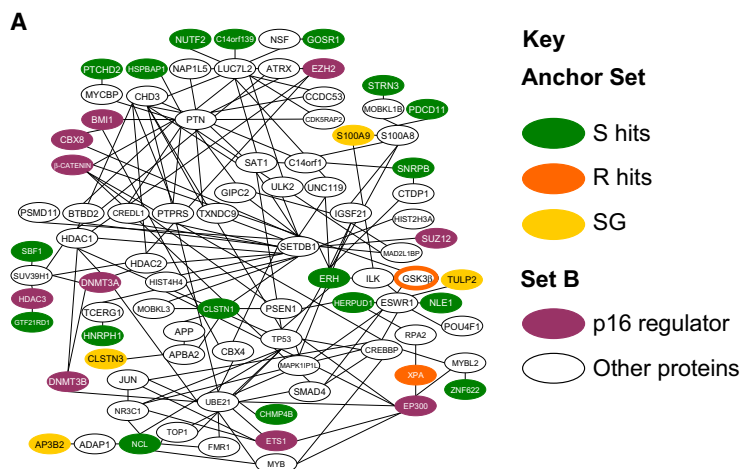 A
NUTF2
C14orf139
NSF
GOSR1
PTCHD2
HSPBAP1
NAP1L5
LUC7L2
ATRX
EZH2
MYCBP
CHD3
CCDC53
STRN3
BMI1
PTN
CDK5RAP2
MOBKL1B
PDCD11
CBX8
S100A9
S100A8
β-CATENIN
SAT1
C14orf1
SNRPB
GIPC2
ULK2
UNC119
CTDP1
PSMD11
BTBD2
CREDL1
PTPRS
TXNDC9
IGSF21
HIST2H3A
HDAC1
SETDB1
SUZ12
SBF1
MAD2L1BP
SUV39H1
HDAC2
DNMT3A
HIST4H4
ERH
ILK
GSK3β
TULP2
HDAC3
MOBKL3
CLSTN1
PSEN1
HERPUD1
ESWR1
NLE1
GTF21RD1
TCERG1
HNRPH1
APP
TP53
RPA2
POU4F1
CLSTN3
APBA2
CBX4
MAPK1IP1L
CREBBP
MYBL2
DNMT3B
JUN
SMAD4
XPA
ZNF622
NR3C1
UBE21
CHMP4B
EP300
AP3B2
ADAP1
NCL
TOP1
FMR1
ETS1
MYB
Key
Anchor Set
S hits
R hits
SG
Set B
p16 regulator
Other proteins